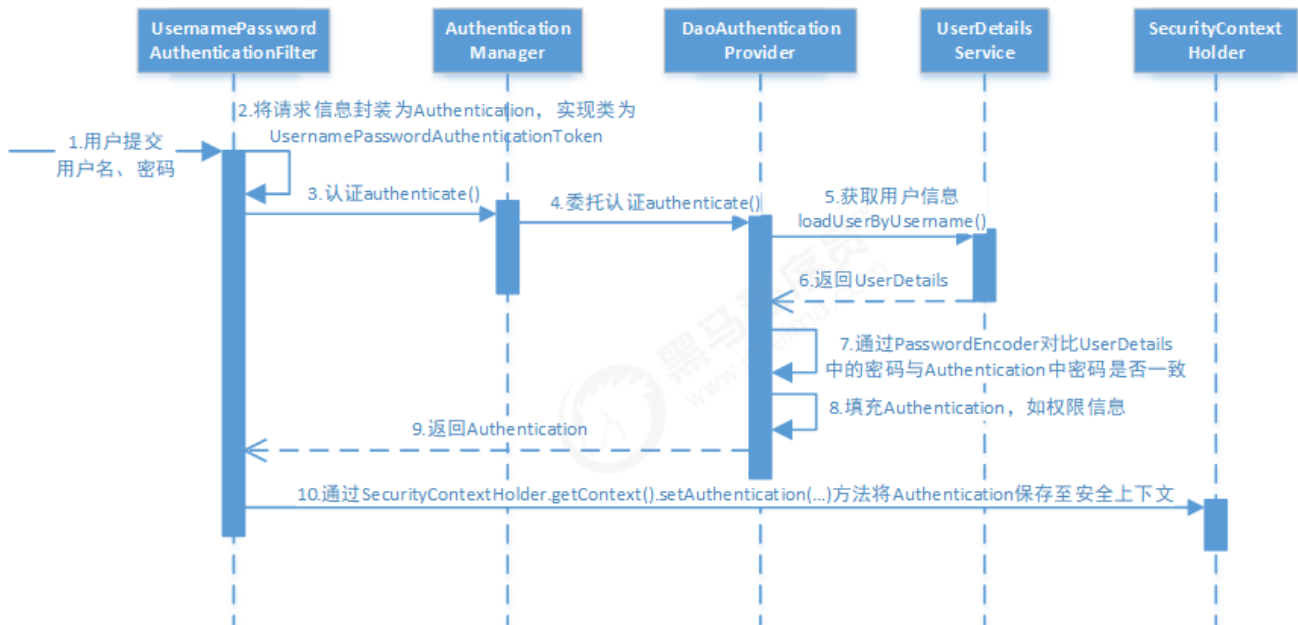 UsernamePassword
AuthenticationFilter
Authentication
Manager
DaoAuthentication
Provider
UserDetails
Service
SecurityContext
Holder
1.用户提交
用户名、密码
2.将请求信息封装为Authentication，实现类为
UsernamePasswordAuthenticationToken
3.认证authenticate()
4.委托认证authenticate()
5.获取用户信息
loadUserByUsername()
6.返回UserDetails
7.通过PasswordEncoder对比UserDetails
中的密码与Authentication中密码是否一致
8.填充Authentication，如权限信息
9.返回Authentication
10.通过SecurityContextHolder.getContext().setAuthentication(...)方法将Authentication保存至安全上下文
黑马程序员